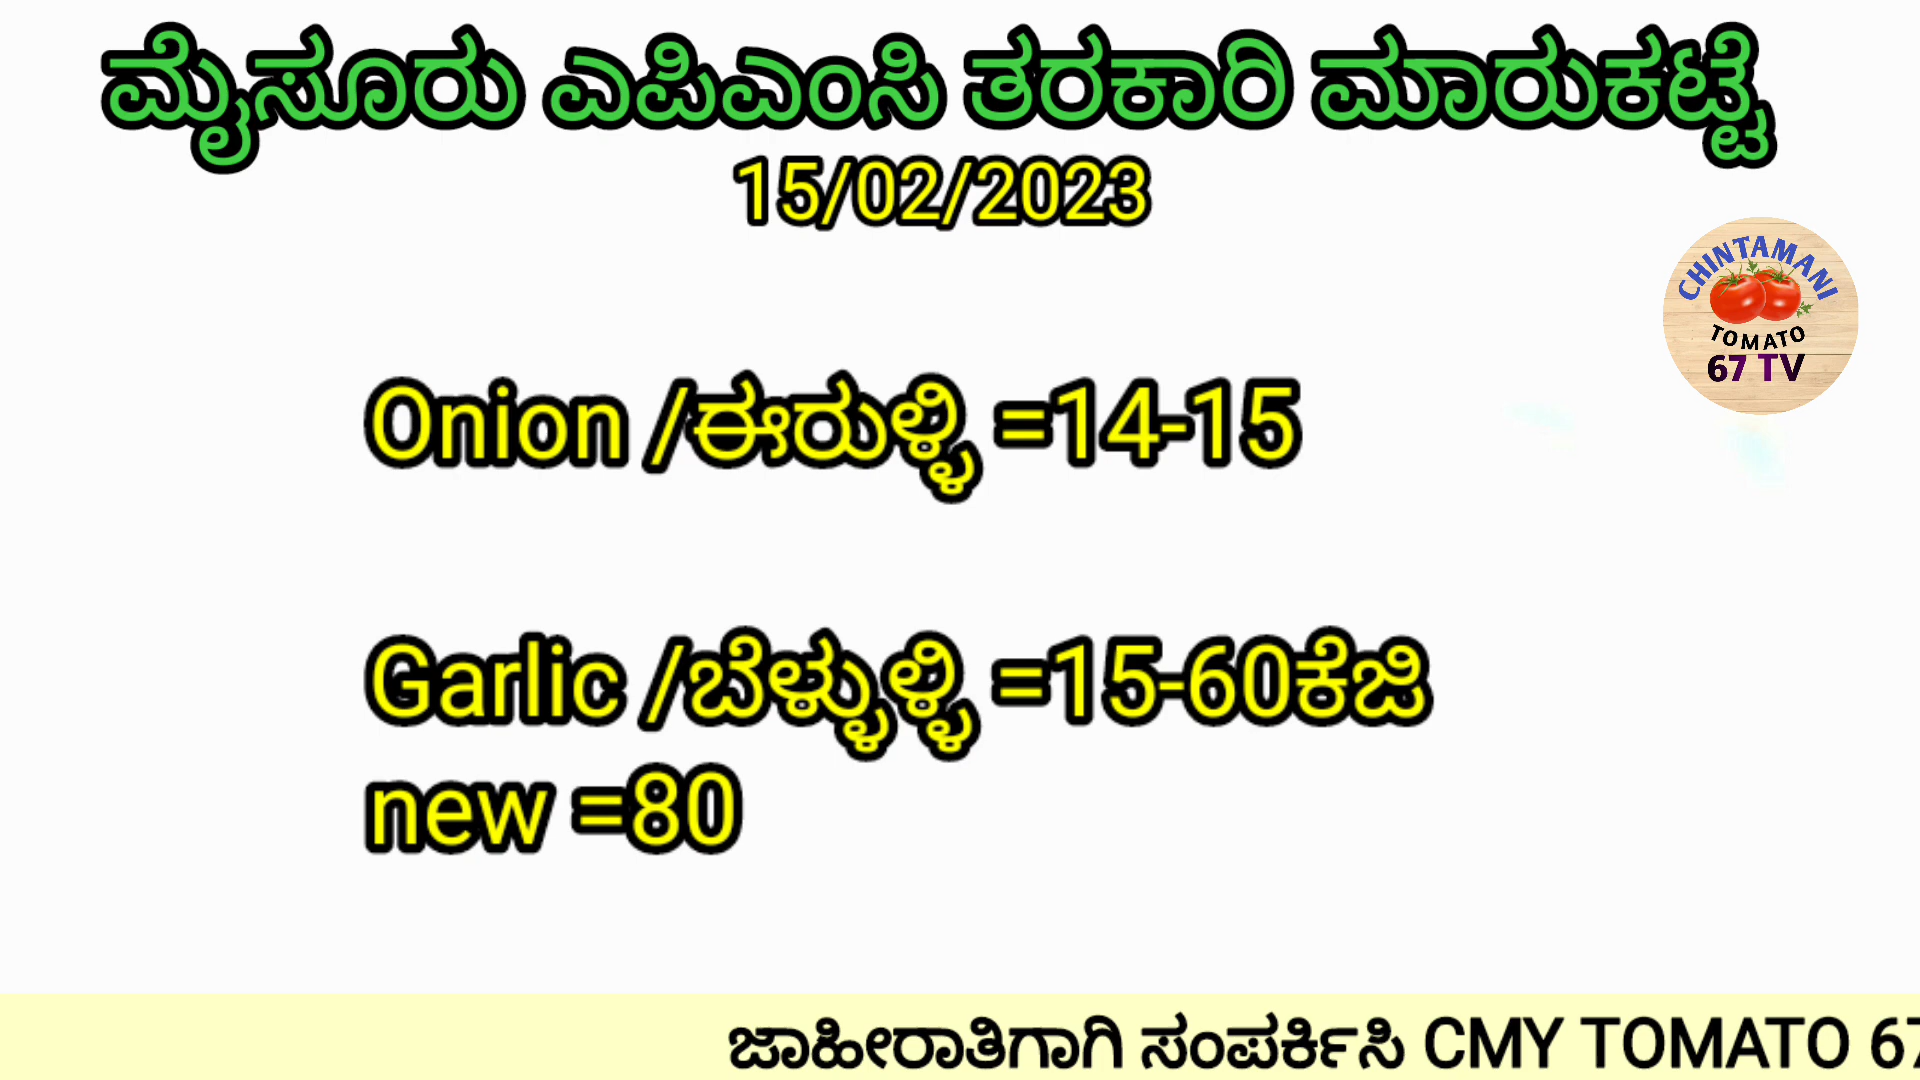 ಮೈಸೂರು ಎಪಿಎಂಸಿ ತರಕಾರಿ ಮಾರುಕಟ್ಟೆ
15/02/2023
CHINTAMANI
TOMATO
67 TV
Onion /ಈರುಳ್ಳಿ =14-15
Garlic /ಬೆಳ್ಳುಳ್ಳಿ =15-60ಕೆಜಿ
new =80
ಜಾಹೀರಾತಿಗಾಗಿ ಸಂಪರ್ಕಿಸಿ CMY TOMATO 67